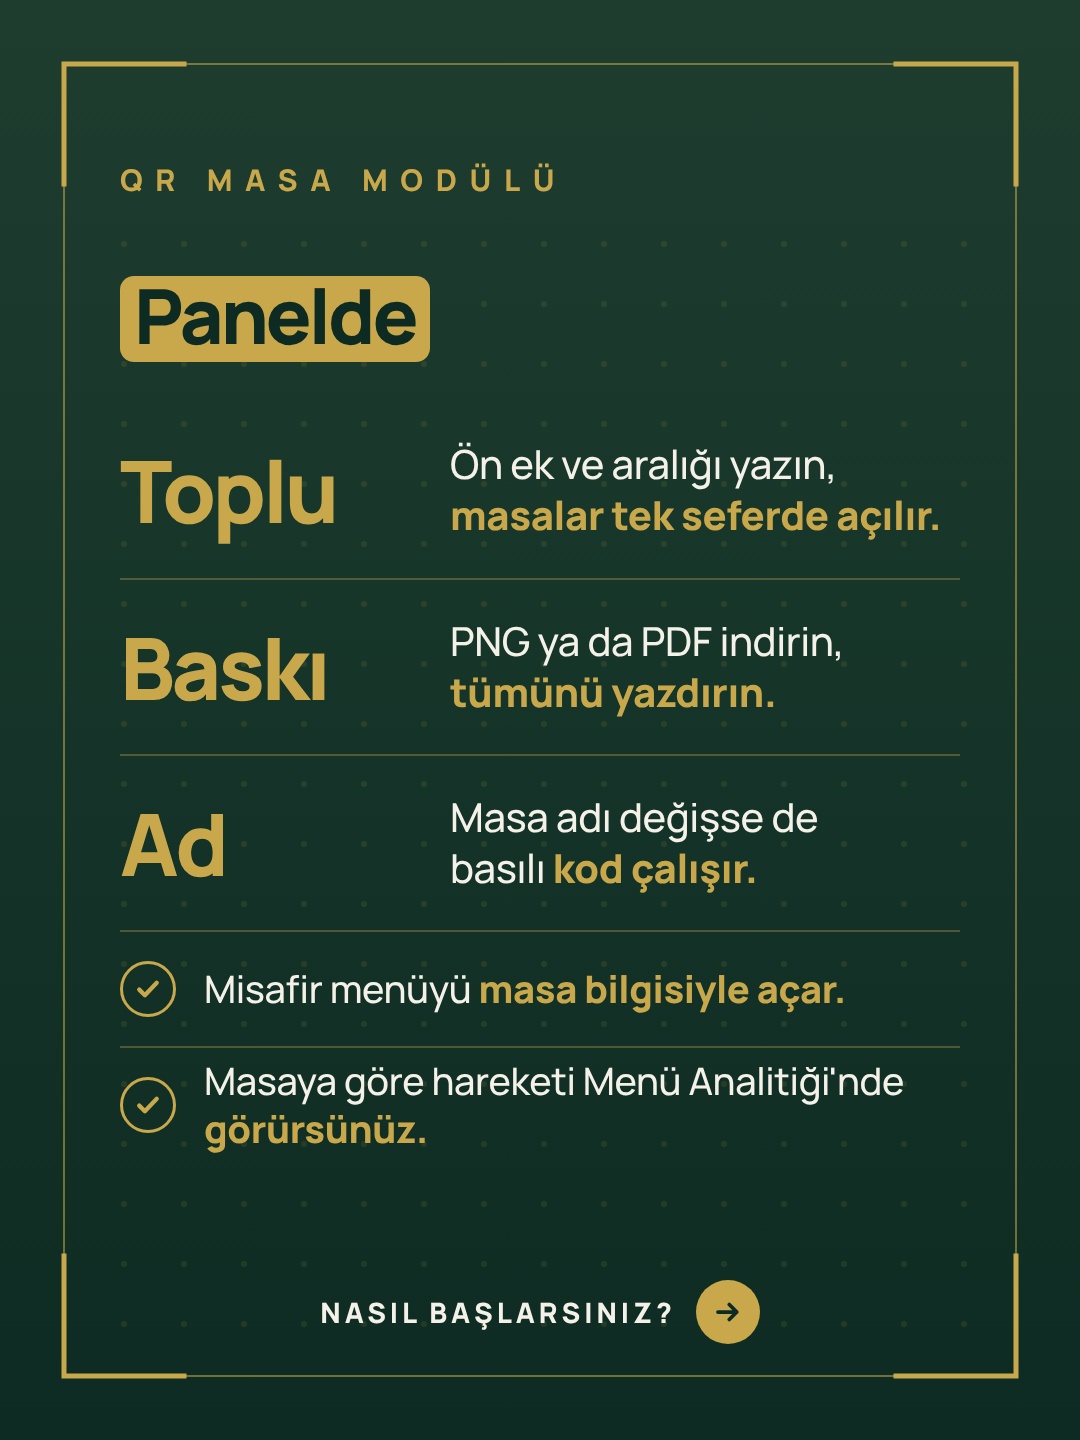 QR MASA MODÜLÜ
Panelde
Toplu
Ön ek ve aralığı yazın,
masalar tek seferde açılır.
Baskı
PNG ya da PDF indirin,
tümünü yazdırın.
Ad
Masa adı değişse de
basılı kod çalışır.
Misafir menüyü masa bilgisiyle açar.
Masaya göre hareketi Menü Analitiği'nde
görürsünüz.
NASIL BAŞLARSINIZ?